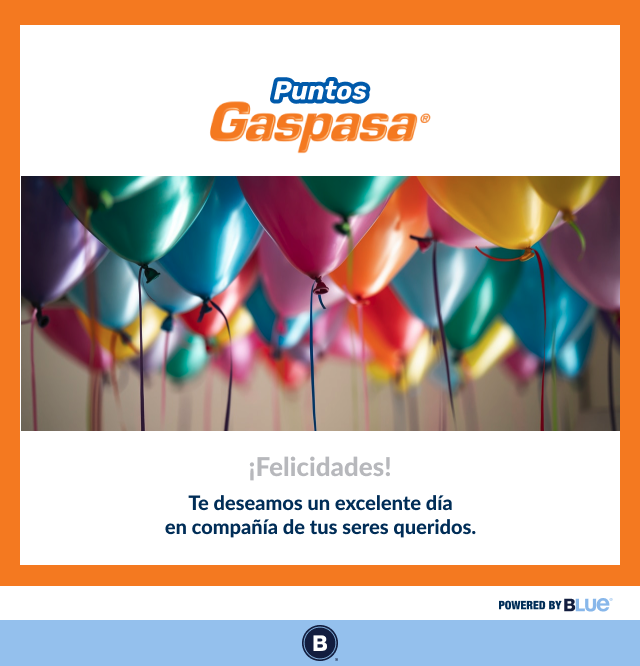 Puntos
Gaspasa®
¡Felicidades!
Te deseamos un excelente día
en compañía de tus seres queridos.
POWERED BY BLUE®
B